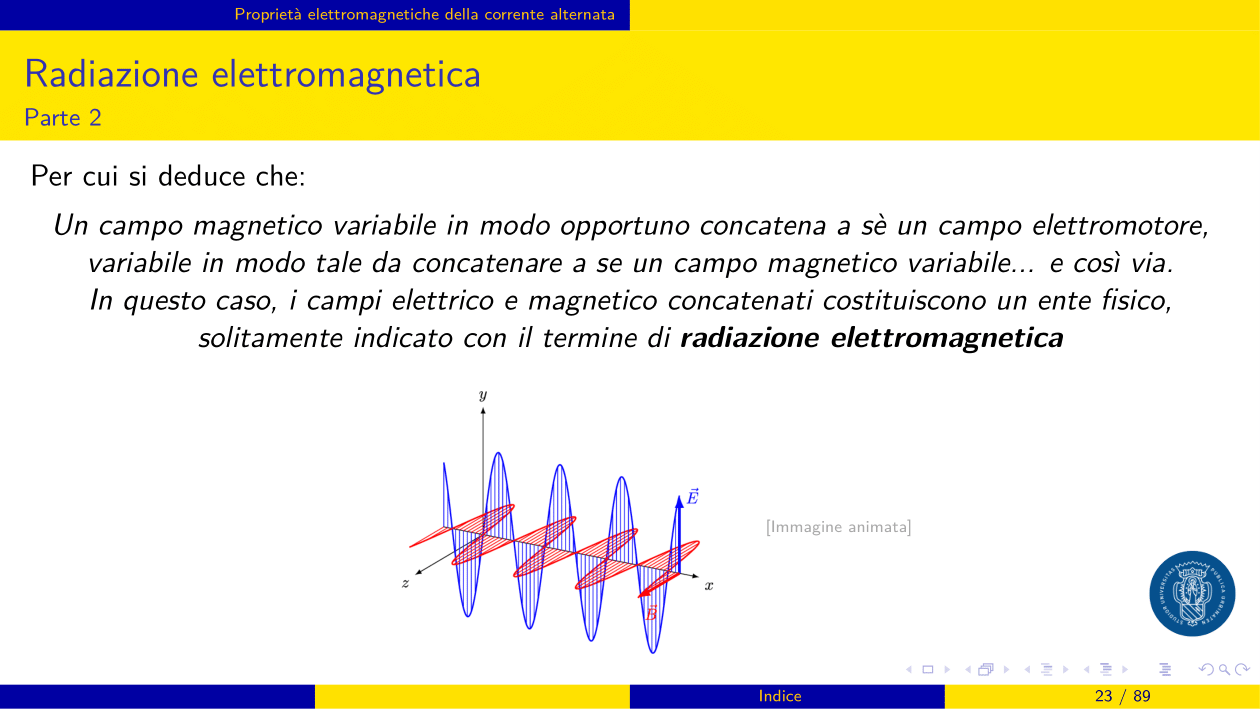 Proprietà elettromagnetiche della corrente alternata
Radiazione elettromagnetica
Parte 2
Per cui si deduce che:
Un campo magnetico variabile in modo opportuno concatena a sè un campo elettromotore,
variabile in modo tale da concatenare a se un campo magnetico variabile... e così via.
In questo caso, i campi elettrico e magnetico concatenati costituiscono un ente fisico,
solitamente indicato con il termine di radiazione elettromagnetica
y
E⃗
[Immagine animata]
z
x
B⃗
Indice
23 / 89